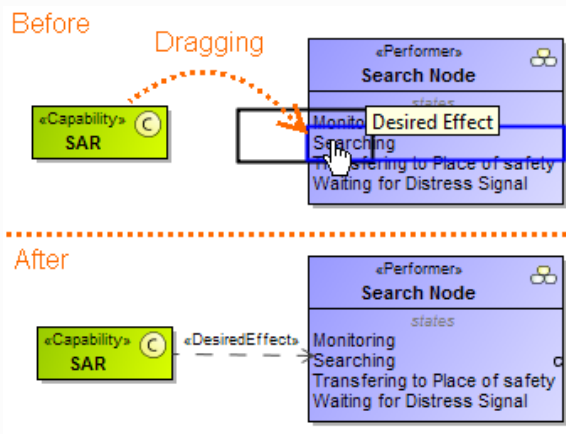 Before
Dragging
«Performer»
Search Node
«Capability»
C
SAR
states
Desired Effect
Searching
Transfering to Place of safety
Waiting for Distress Signal
After
«Performer»
Search Node
states
«Capability»
C
SAR
«DesiredEffect»
Monitoring
Searching
Transfering to Place of safety
Waiting for Distress Signal